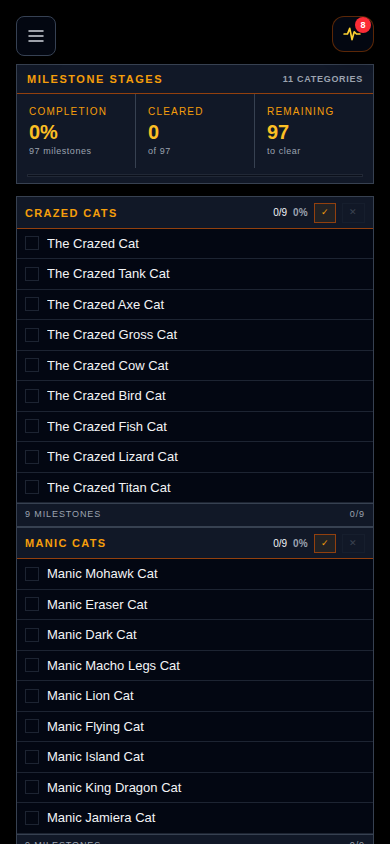 8
MILESTONE STAGES 11 CATEGORIES
COMPLETION CLEARED REMAINING
0% 0 97
97 milestones of 97 to clear
CRAZED CATS 0/9 0% ✓ ×
The Crazed Cat
The Crazed Tank Cat
The Crazed Axe Cat
The Crazed Gross Cat
The Crazed Cow Cat
The Crazed Bird Cat
The Crazed Fish Cat
The Crazed Lizard Cat
The Crazed Titan Cat
9 MILESTONES 0/9
MANIC CATS 0/9 0% ✓ ×
Manic Mohawk Cat
Manic Eraser Cat
Manic Dark Cat
Manic Macho Legs Cat
Manic Lion Cat
Manic Flying Cat
Manic Island Cat
Manic King Dragon Cat
Manic Jamiera Cat
9 MILESTONES 0/9